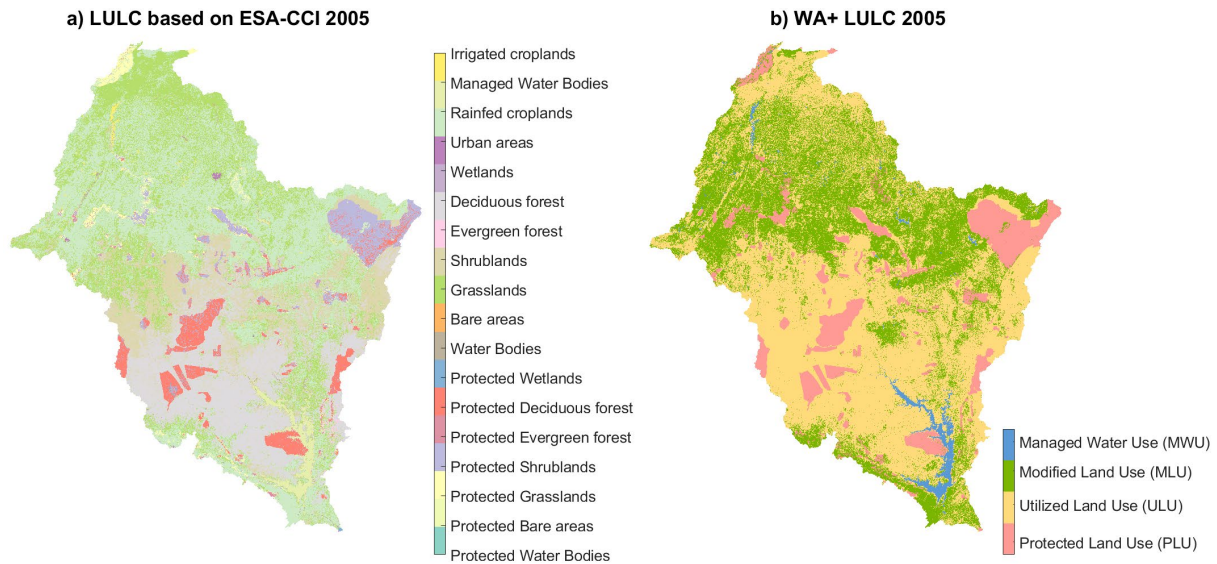 a) LULC based on ESA-CCI 2005
b) WA+ LULC 2005
Irrigated croplands
Managed Water Bodies
Rainfed croplands
Urban areas
Wetlands
Deciduous forest
Evergreen forest
Shrublands
Grasslands
Bare areas
Water Bodies
Protected Wetlands
Protected Deciduous forest
Protected Evergreen forest
Protected Shrublands
Protected Grasslands
Protected Bare areas
Protected Water Bodies
Managed Water Use (MWU)
Modified Land Use (MLU)
Utilized Land Use (ULU)
Protected Land Use (PLU)